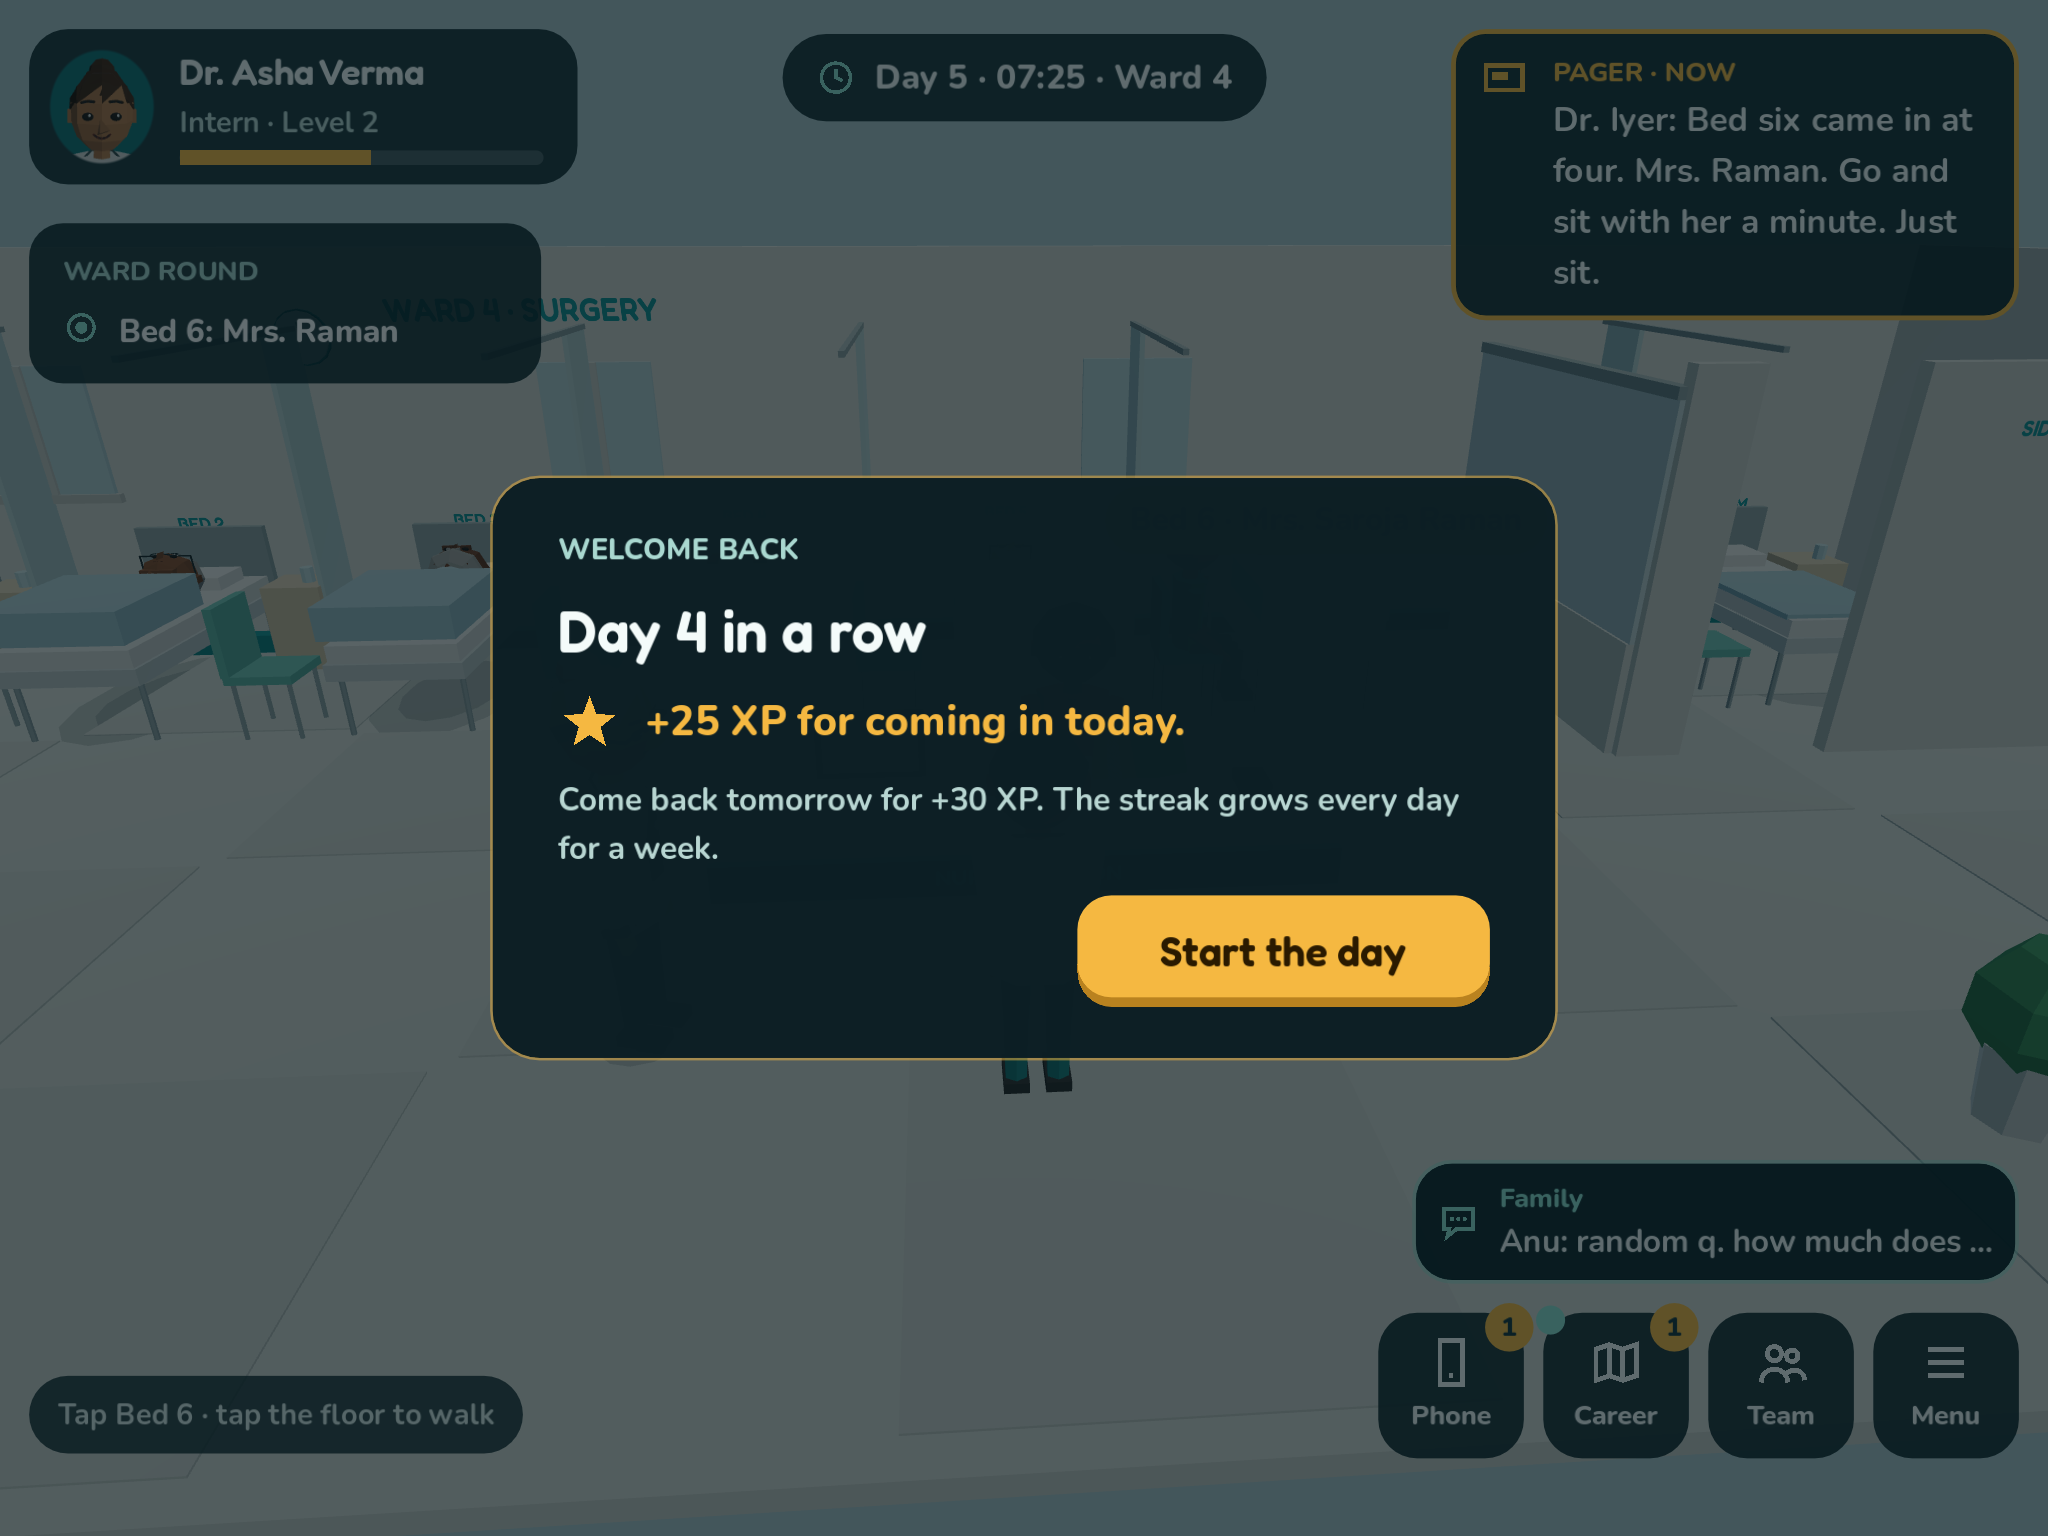 Dr. Asha Verma
Intern · Level 2
Day 5 · 07:25 · Ward 4
PAGER · NOW
Dr. Iyer: Bed six came in at
four. Mrs. Raman. Go and
sit with her a minute. Just
sit.
WARD ROUND
Bed 6: Mrs. Raman
WARD 4 · SURGERY
BED 2
BED
WELCOME BACK
Day 4 in a row
+25 XP for coming in today.
Come back tomorrow for +30 XP. The streak grows every day
for a week.
Start the day
Family
Anu: random q. how much does ...
1
1
Phone
Career
Team
Menu
Tap Bed 6 · tap the floor to walk